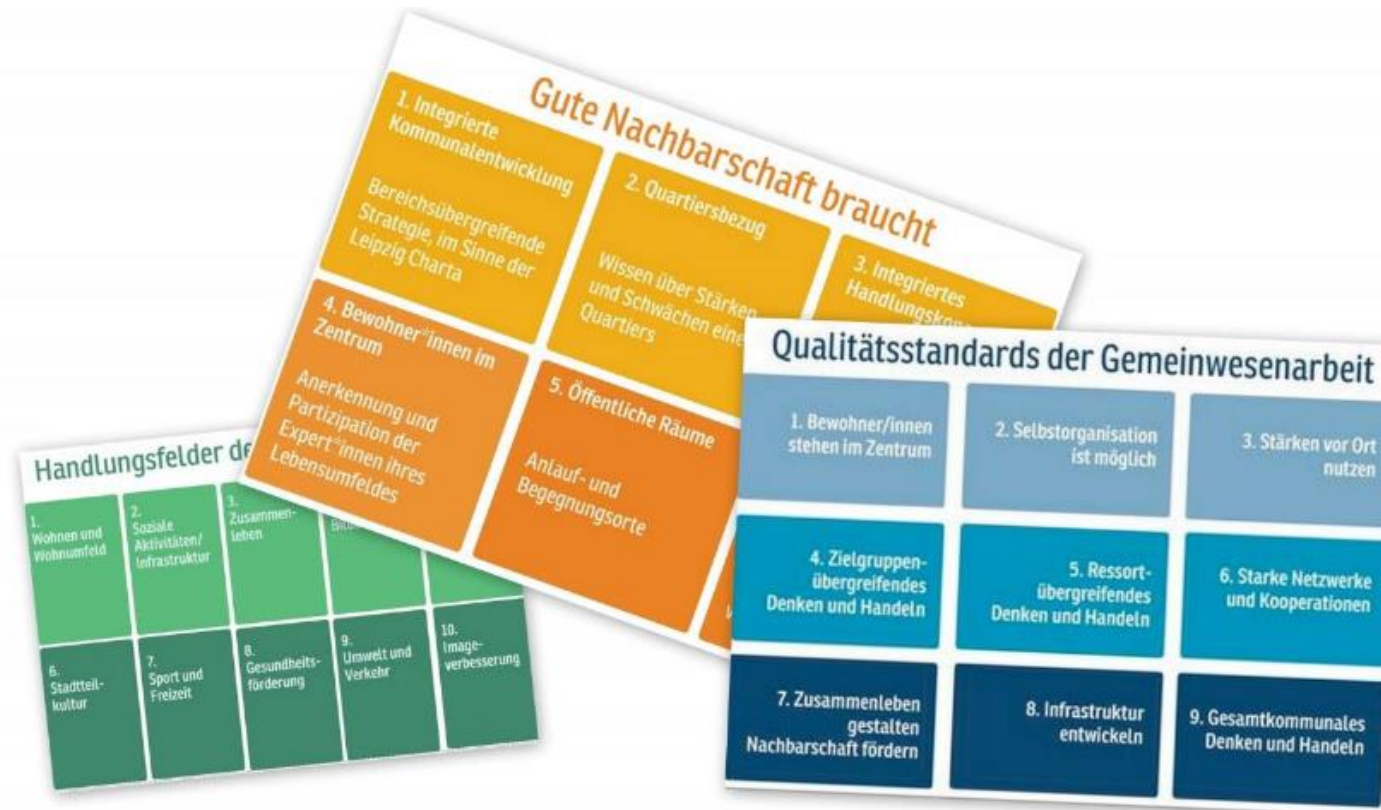 Gute Nachbarschaft braucht
1. Integrierte
Kommunalentwicklung
Bereichsübergreifende
Strategie, im Sinne der
Leipzig Charta
2. Quartiersbezug
Wissen über Stärken
und Schwächen eine
Quartiers
3. Integriertes
4. Bewohner*innen im
Zentrum
Anerkennung und
Partizipation der
Expert*innen ihres
Lebensumfeldes
5. Öffentliche Räume
Anlauf- und
Begegnungsorte
Qualitätsstandards der Gemeinwesenarbeit
1. Bewohner/innen
stehen im Zentrum
2. Selbstorganisation
ist möglich
3. Stärken vor Ort
nutzen
4. Zielgruppen-
übergreifendes
Denken und Handeln
5. Ressort-
übergreifendes
Denken und Handeln
6. Starke Netzwerke
und Kooperationen
7. Zusammenleben
gestalten
Nachbarschaft fördern
8. Infrastruktur
entwickeln
9. Gesamtkommunales
Denken und Handeln
Handlungsfelder
1.
Wohnen und
Wohnumfeld
2.
Soziale
Aktivitäten/
Infrastruktur
3.
Zusammen-
leben
6.
Stadtteil-
kultur
7.
Sport und
Freizeit
8.
Gesundheits-
förderung
9.
Umwelt und
Verkehr
10.
Image-
verbesserung